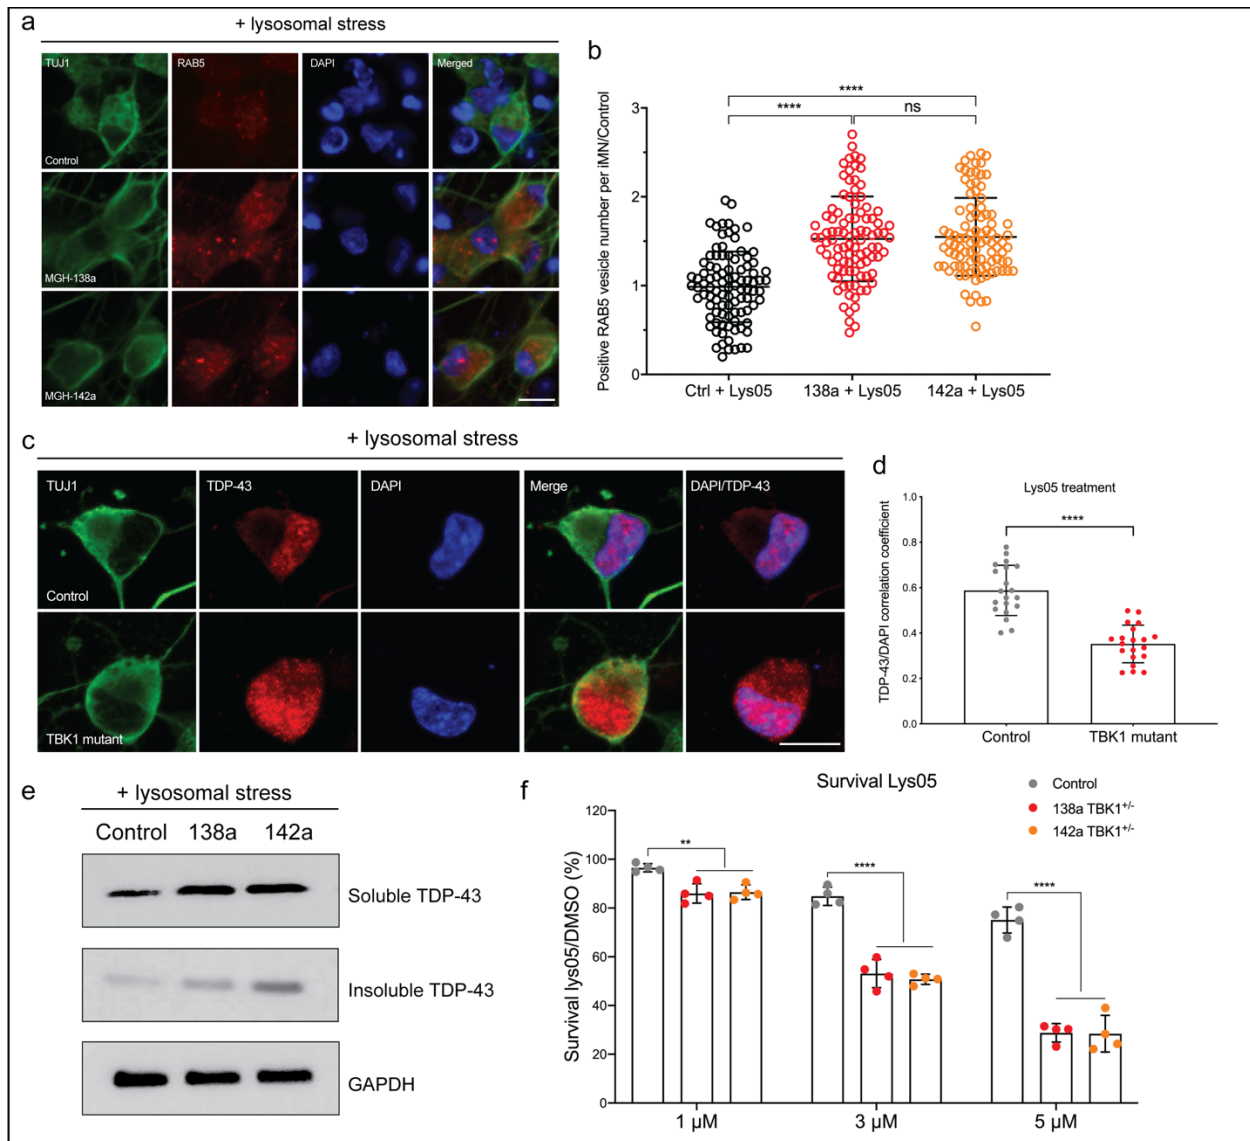 a
+ lysosomal stress
TUJ1 RAB5 DAPI Merged
Control
MGH-138a
MGH-142a
b
**** 
**** ns
Positive RAB5 vesicle number per iMN/Control
3
2
1
0
Ctrl + Lys05 138a + Lys05 142a + Lys05
c
+ lysosomal stress
TUJ1 TDP-43 DAPI Merge DAPI/TDP-43
Control
TBK1 mutant
d
Lys05 treatment
****
TDP-43/DAPI correlation coefficient
1.0
0.8
0.6
0.4
0.2
0.0
Control TBK1 mutant
e
+ lysosomal stress
Control 138a 142a
Soluble TDP-43
Insoluble TDP-43
GAPDH
f
Survival Lys05
Control
138a TBK1+/-
142a TBK1+/-
** **** ****
Survival lys05/DMSO (%)
120
100
80
60
40
20
0
1 µM 3 µM 5 µM